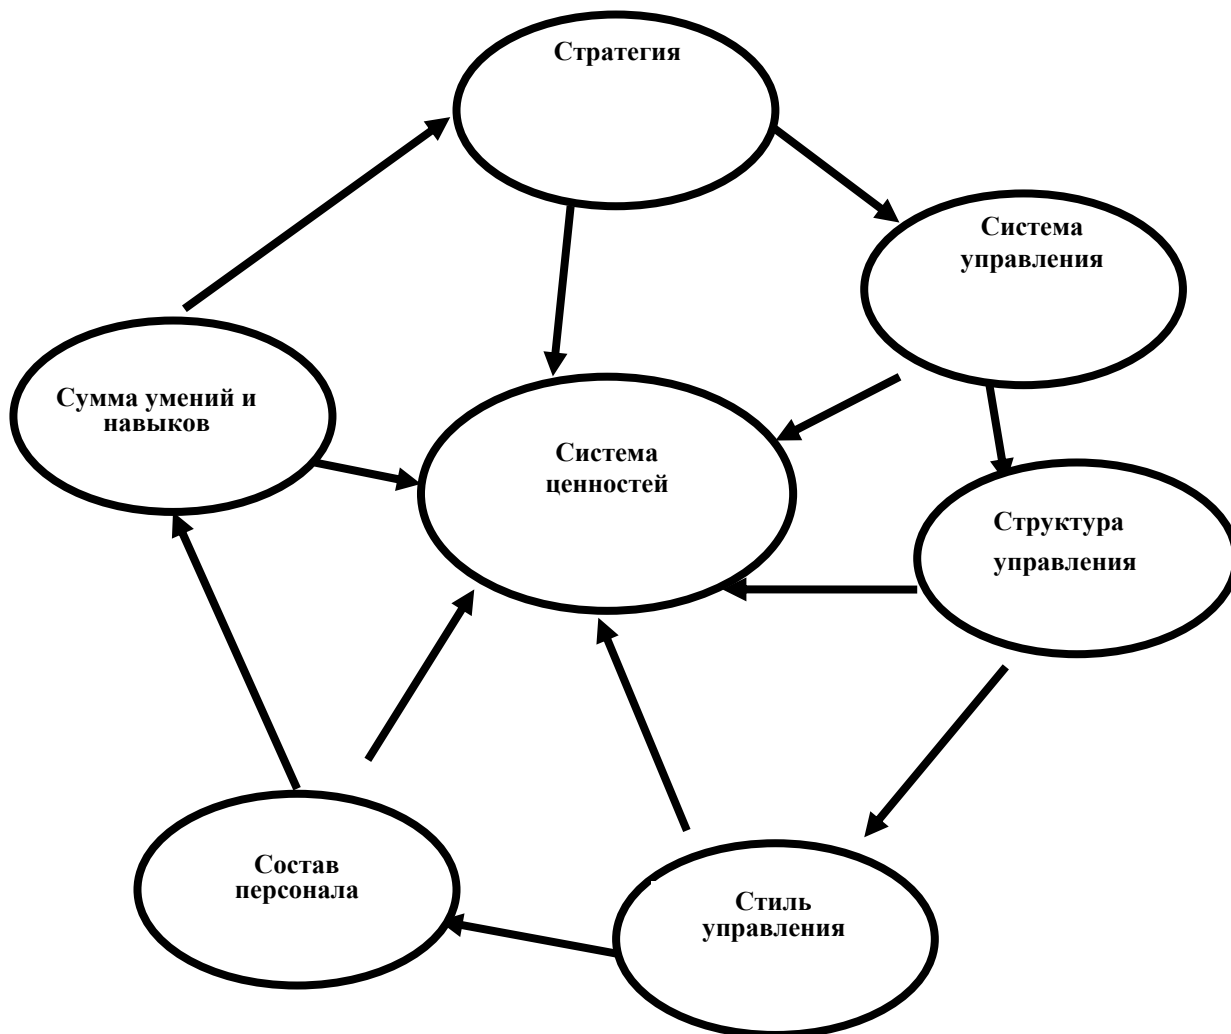 Стратегия
Система
управления
Сумма умений и
навыков
Система
ценностей
Структура
управления
Состав
персонала
Стиль
управления